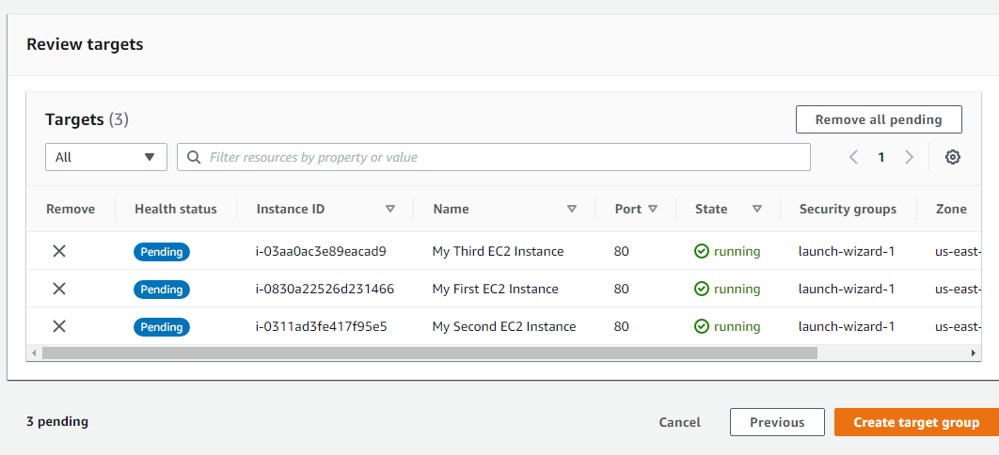 Review targets
Targets (3)
Remove all pending
All
Filter resources by property or value
1
Remove Health status Instance ID Name Port State Security groups Zone
Pending i-03aa0ac3e89eacad9 My Third EC2 Instance 80 running launch-wizard-1 us-east-
Pending i-0830a22526d231466 My First EC2 Instance 80 running launch-wizard-1 us-east-
Pending i-0311ad3fe417f95e5 My Second EC2 Instance 80 running launch-wizard-1 us-east-
3 pending
Cancel
Previous
Create target group